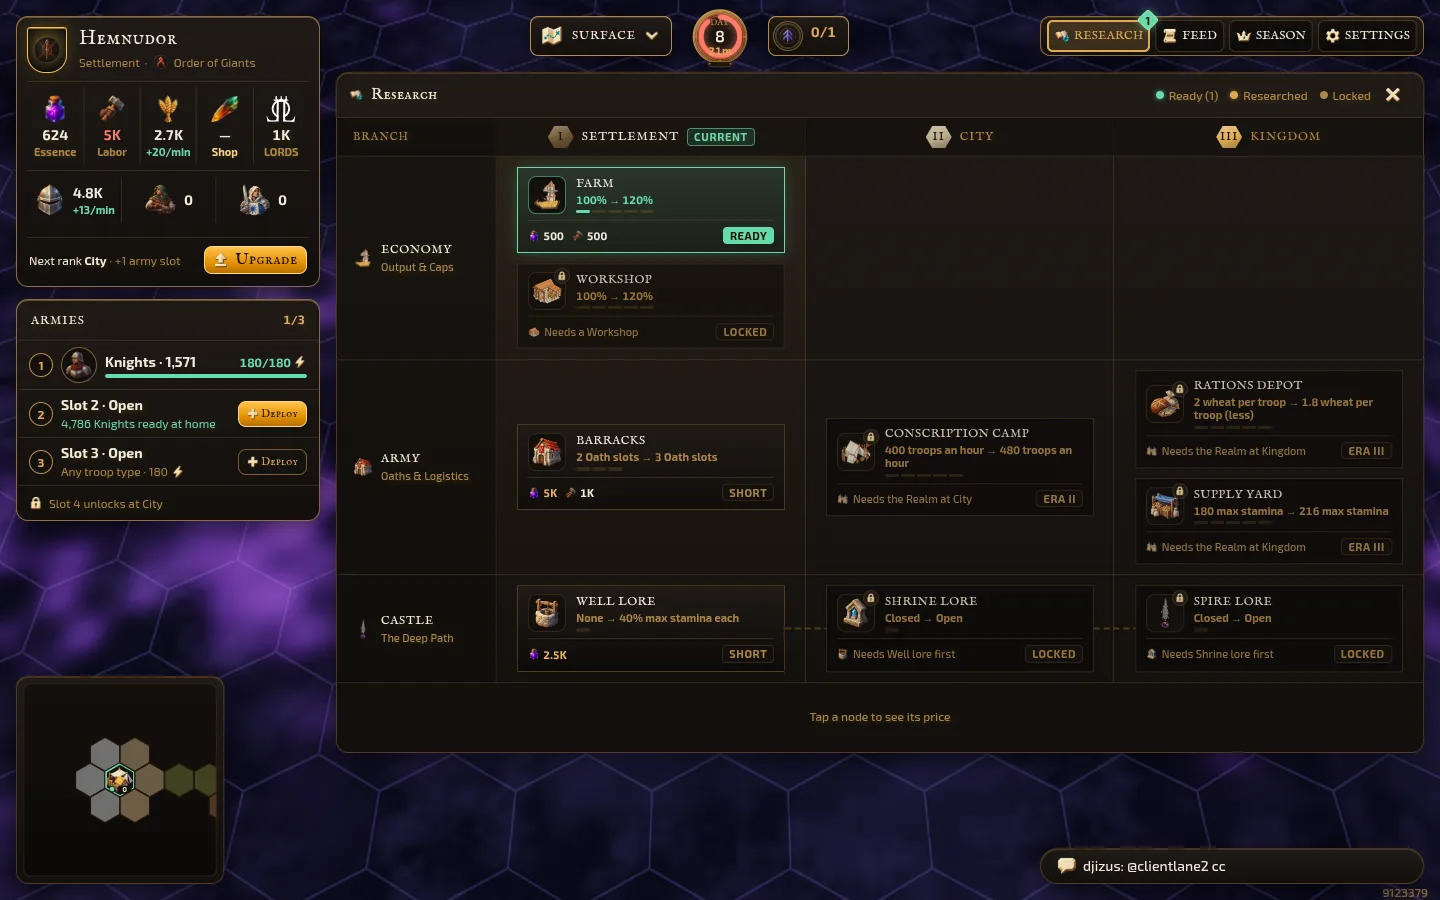 Hemnudor
Settlement · Order of Giants
624
Essence
5K
Labor
2.7K
+20/min
—
Shop
1K
LORDS
4.8K
+13/min
0
0
Next rank City · +1 army slot
Upgrade
ARMIES
1/3
1
Knights · 1,571
180/180
2
Slot 2 · Open
4,786 Knights ready at home
Deploy
3
Slot 3 · Open
Any troop type · 180
Deploy
Slot 4 unlocks at City
SURFACE
DAY
8
21m
0/1
RESEARCH
1
FEED
SEASON
SETTINGS
Research
Ready (1)
Researched
Locked
BRANCH
I
SETTLEMENT
CURRENT
II
CITY
III
KINGDOM
ECONOMY
Output & Caps
FARM
100% → 120%
500
500
READY
WORKSHOP
100% → 120%
Needs a Workshop
LOCKED
ARMY
Oaths & Logistics
BARRACKS
2 Oath slots → 3 Oath slots
5K
1K
SHORT
CONSCRIPTION CAMP
400 troops an hour → 480 troops an
hour
Needs the Realm at City
ERA II
RATIONS DEPOT
2 wheat per troop → 1.8 wheat per
troop (less)
Needs the Realm at Kingdom
ERA III
SUPPLY YARD
180 max stamina → 216 max stamina
Needs the Realm at Kingdom
ERA III
CASTLE
The Deep Path
WELL LORE
None → 40% max stamina each
2.5K
SHORT
SHRINE LORE
Closed → Open
Needs Well lore first
LOCKED
SPIRE LORE
Closed → Open
Needs Shrine lore first
LOCKED
Tap a node to see its price
0
djizus: @clientlane2 cc
9123379